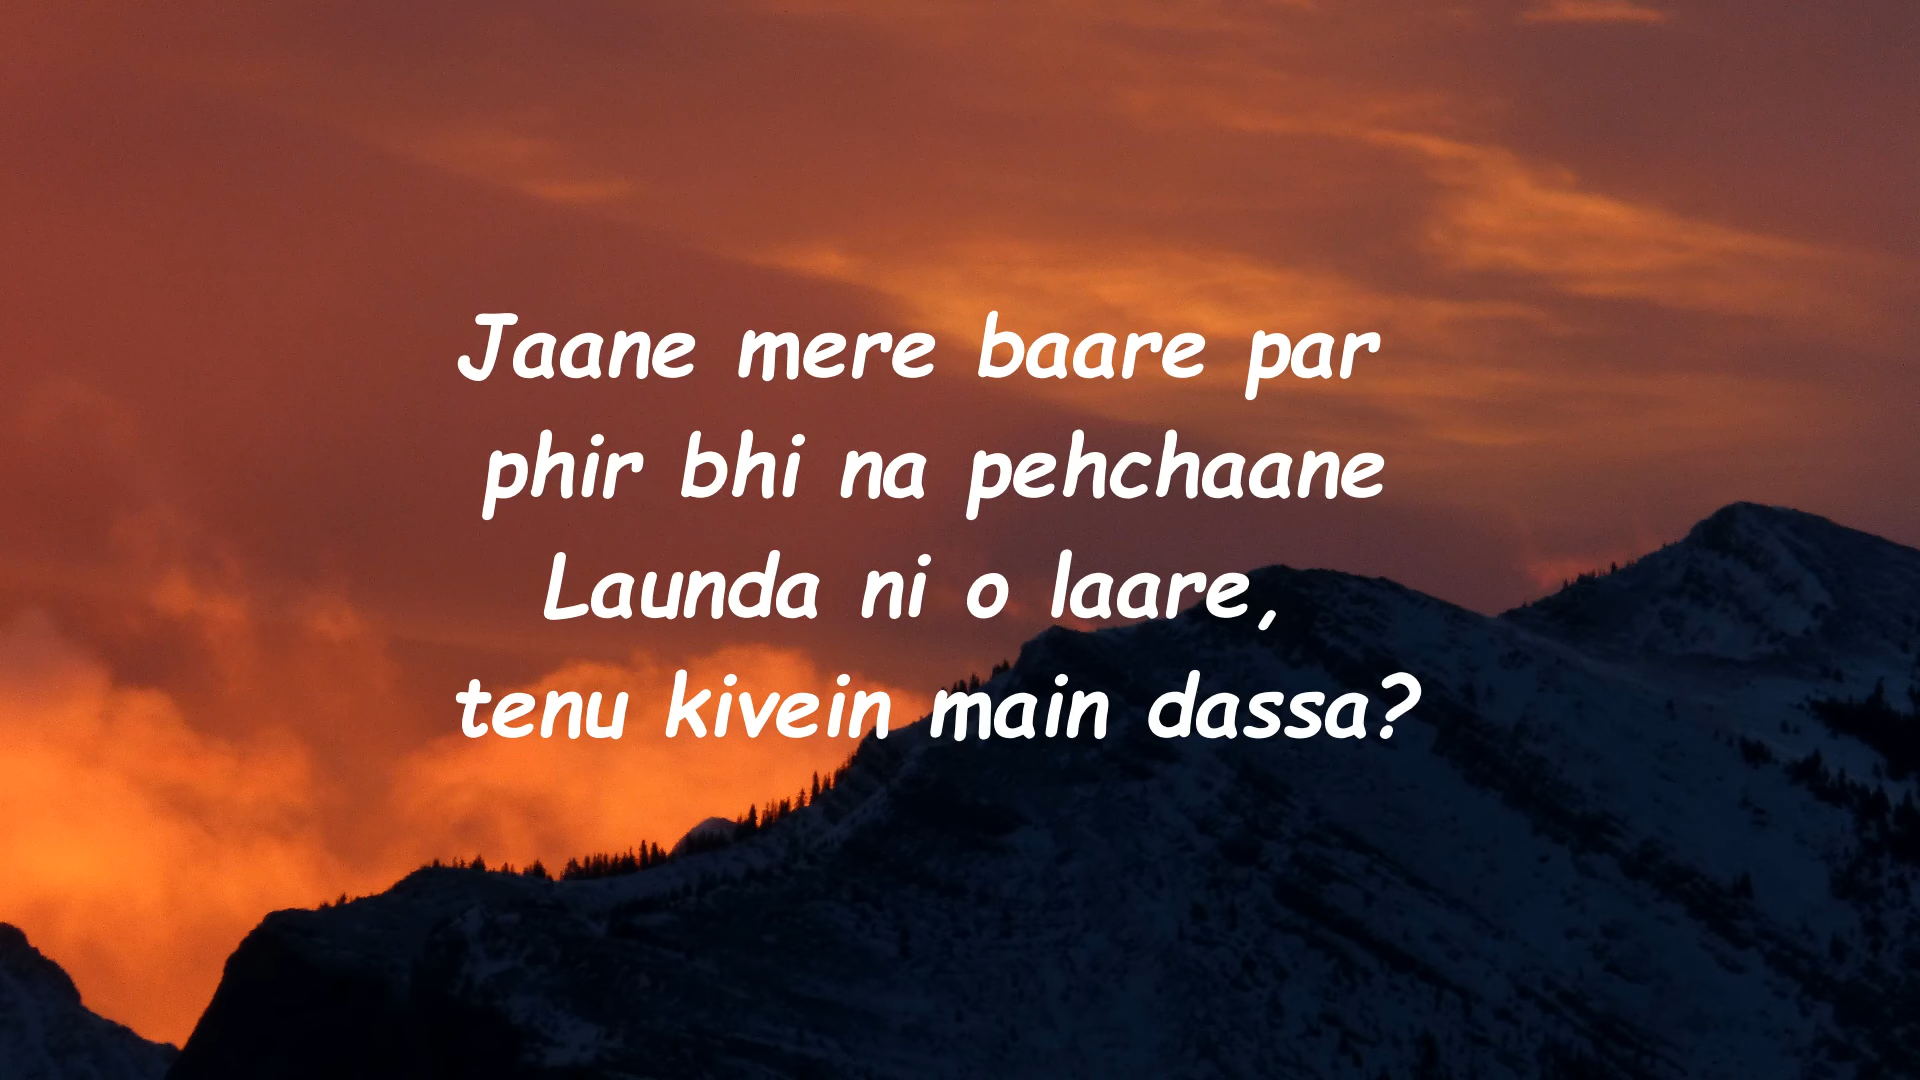 Jaane mere baare par
phir bhi na pehchaane
Launda ni o laare,
tenu kivein main dassa?